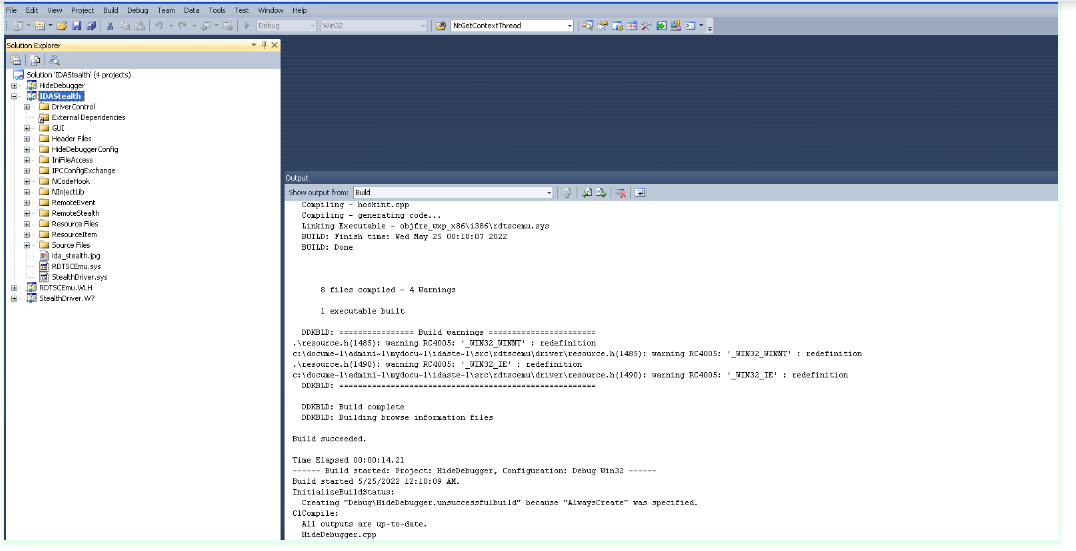 File Edit View Project Build Debug Team Data Tools Test Window Help
Debug Win32 NtGetContextThread
Solution Explorer
Solution 'IDAStealth' (4 projects)
HideDebugger
IDAStealth
DriverControl
External Dependencies
GUI
Header Files
HideDebuggerConfig
IniFileAccess
IPCConfigExchange
NCodeHook
NInjectLib
RemoteEvent
RemoteStealth
Resource Files
ResourceItem
Source Files
ida_stealth.jpg
RDTSCEmu.sys
StealthDriver.sys
RDTSCEmu.WLH
StealthDriver.W7
Output
Show output from: Build
Compiling - hookint.cpp
Compiling - generating code...
Linking Executable - objfre_wxp_x86\i386\rdtscemu.sys
BUILD: Finish time: Wed May 25 00:10:07 2022
BUILD: Done
8 files compiled - 4 Warnings
1 executable built
DDKBLD: ================ Build warnings =======================
.\resource.h(1485): warning RC4005: '_WIN32_WINNT' : redefinition
c:\docume~1\admini~1\mydocu~1\idaste~1\src\rdtscemu\driver\resource.h(1485): warning RC4005: '_WIN32_WINNT' : redefinition
.\resource.h(1490): warning RC4005: '_WIN32_IE' : redefinition
c:\docume~1\admini~1\mydocu~1\idaste~1\src\rdtscemu\driver\resource.h(1490): warning RC4005: '_WIN32_IE' : redefinition
DDKBLD: =======================================================
DDKBLD: Build complete
DDKBLD: Building browse information files
Build succeeded.
Time Elapsed 00:00:14.21
------ Build started: Project: HideDebugger, Configuration: Debug Win32 ------
Build started 5/25/2022 12:10:09 AM.
InitializeBuildStatus:
Creating "Debug\HideDebugger.unsuccessfulbuild" because "AlwaysCreate" was specified.
ClCompile:
All outputs are up-to-date.
HideDebugger.cpp